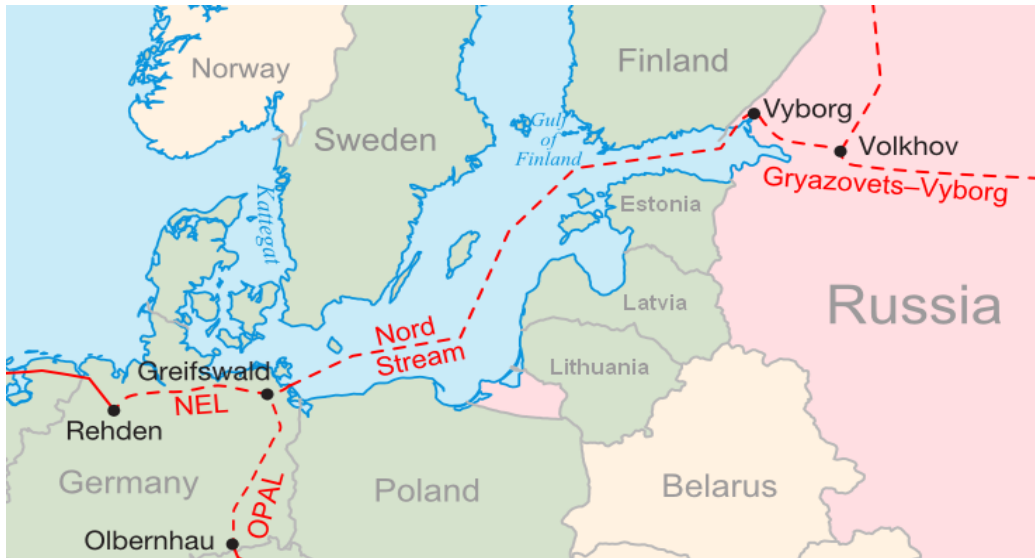 Norway
Finland
Sweden
Gulf
of
Finland
Vyborg
Volkhov
Gryazovets–Vyborg
Kattegat
Estonia
Latvia
Russia
Nord
Stream
Lithuania
Greifswald
NEL
Rehden
Germany
OPAL
Poland
Belarus
Olbernhau